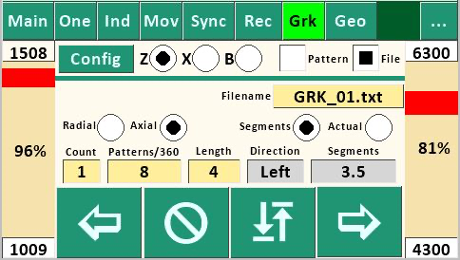 Main One Ind Mov Sync Rec Grk Geo ...
1508 Config Z X B Pattern File 6300
Filename GRK_01.txt
Radial Axial Segments Actual
96% Count Patterns/360 Length Direction Segments 81%
1 8 4 Left 3.5
1009 4300